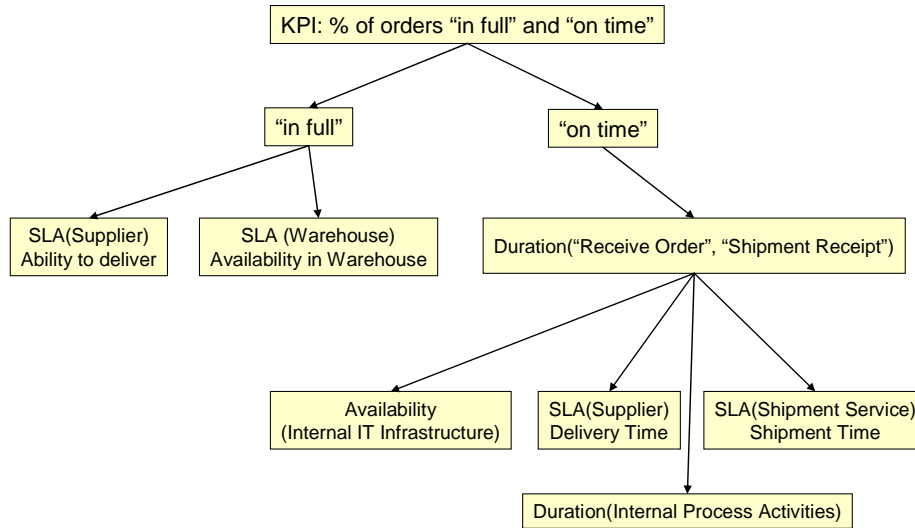 KPI: % of orders “in full” and “on time”
“in full”
“on time”
SLA(Supplier)
Ability to deliver
SLA (Warehouse)
Availability in Warehouse
Duration(“Receive Order”, “Shipment Receipt”)
Availability
(Internal IT Infrastructure)
SLA(Supplier)
Delivery Time
SLA(Shipment Service)
Shipment Time
Duration(Internal Process Activities)